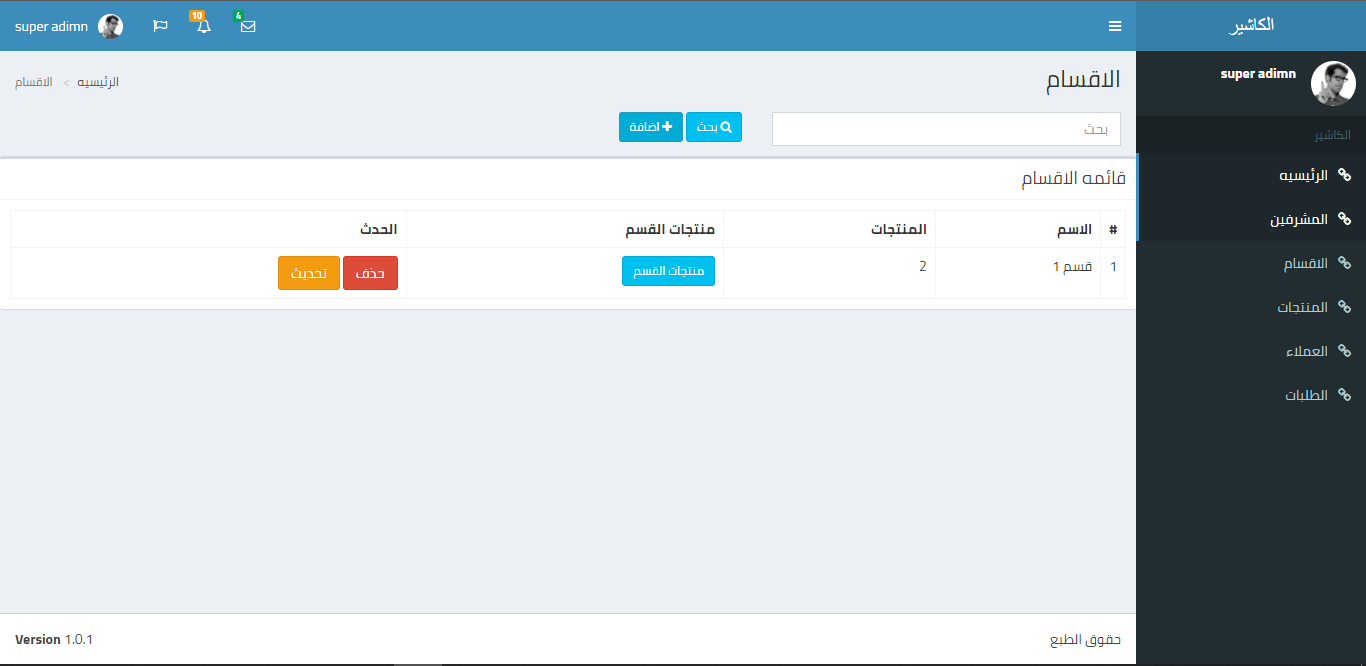 الكاشير
super adimn
10
4
super adimn
الكاشير
الرئيسيه
المشرفين
الاقسام
المنتجات
العملاء
الطلبات
الاقسام
الرئيسيه > الاقسام
بحث
بحث
اضافة
قائمه الاقسام
# الاسم المنتجات منتجات القسم الحدث
1 قسم 1 2 منتجات القسم حذف تحديث
حقوق الطبع
Version 1.0.1